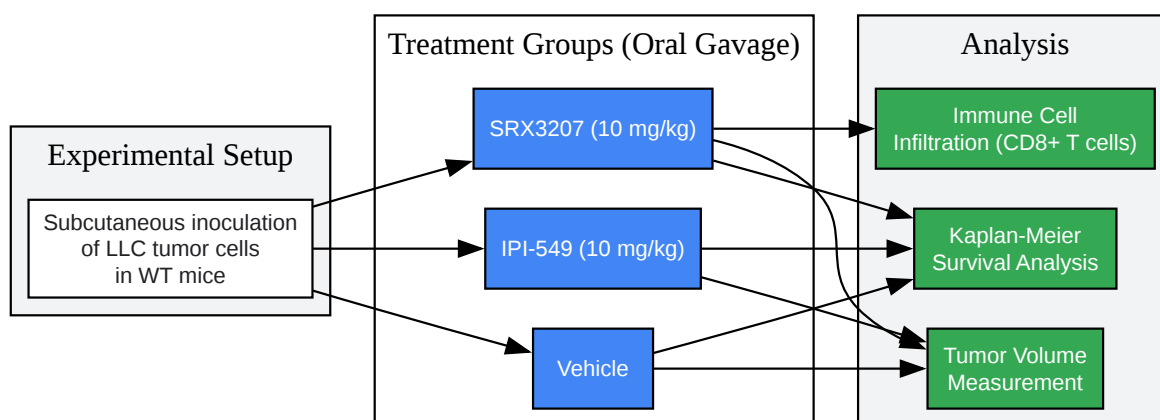 Experimental Setup
Subcutaneous inoculation
of LLC tumor cells
in WT mice
Treatment Groups (Oral Gavage)
SRX3207 (10 mg/kg)
IPI-549 (10 mg/kg)
Vehicle
Analysis
Immune Cell
Infiltration (CD8+ T cells)
Kaplan-Meier
Survival Analysis
Tumor Volume
Measurement